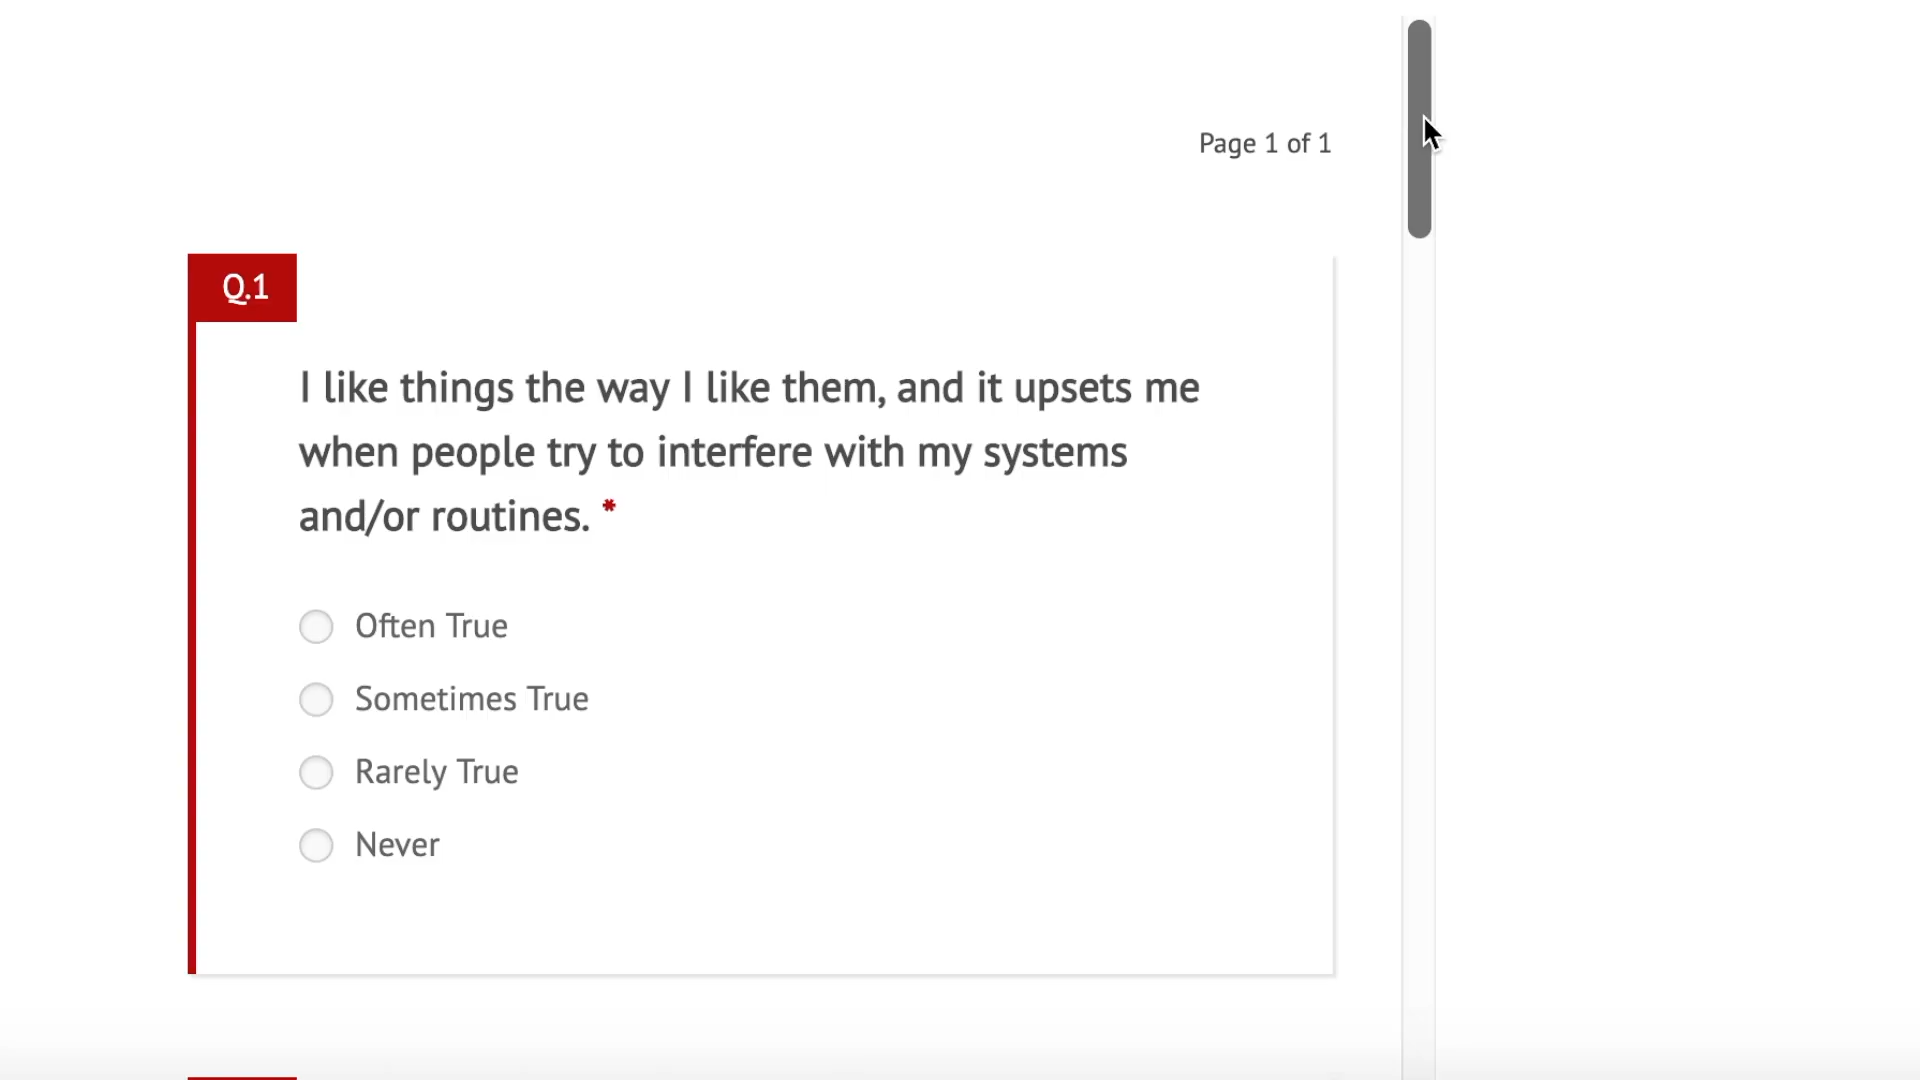 Page 1 of 1
Q.1
I like things the way I like them, and it upsets me
when people try to interfere with my systems
and/or routines. *
Often True
Sometimes True
Rarely True
Never